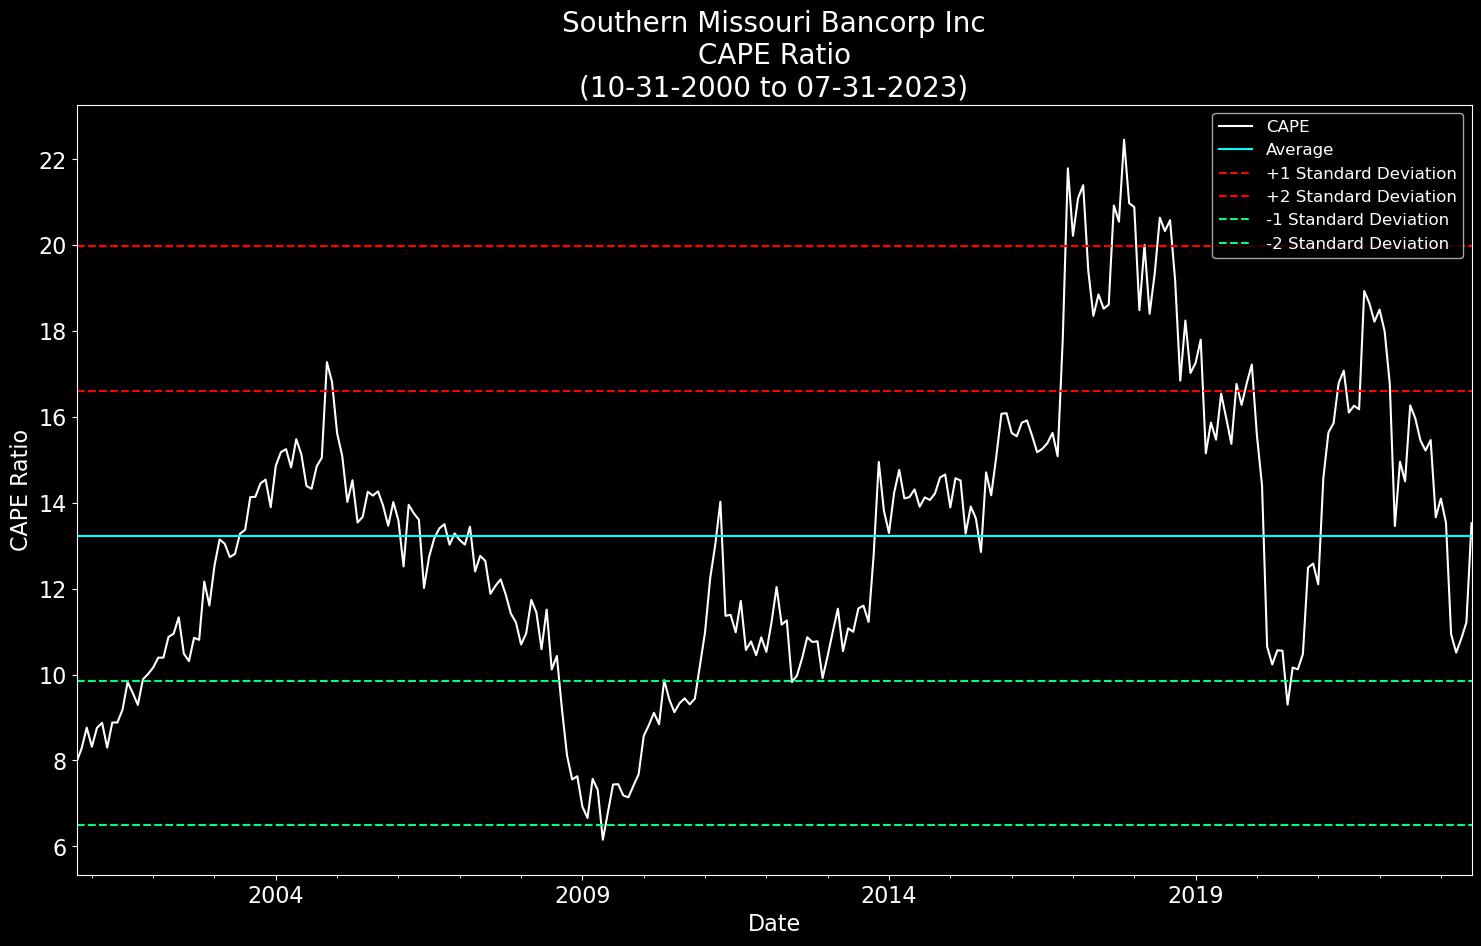 Southern Missouri Bancorp Inc
CAPE Ratio
(10-31-2000 to 07-31-2023)
CAPE
Average
+1 Standard Deviation
+2 Standard Deviation
-1 Standard Deviation
-2 Standard Deviation
CAPE Ratio
22
20
18
16
14
12
10
8
6
2004
2009
2014
2019
Date